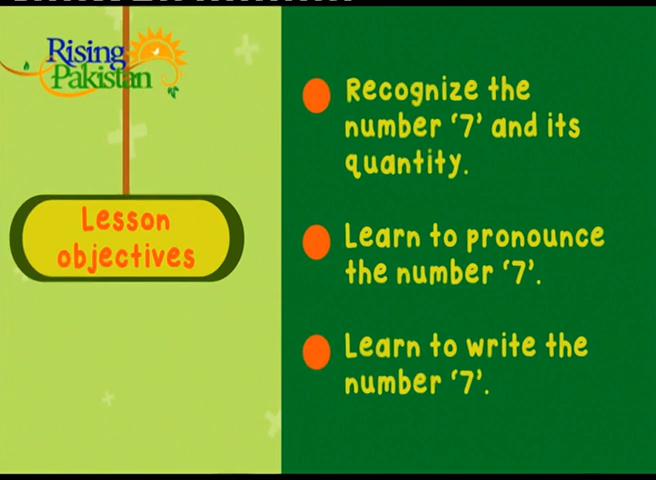 Rising
Pakistan
Lesson
objectives
Recognize the
number ‘7’ and its
quantity.
Learn to pronounce
the number ‘7’.
Learn to write the
number ‘7’.